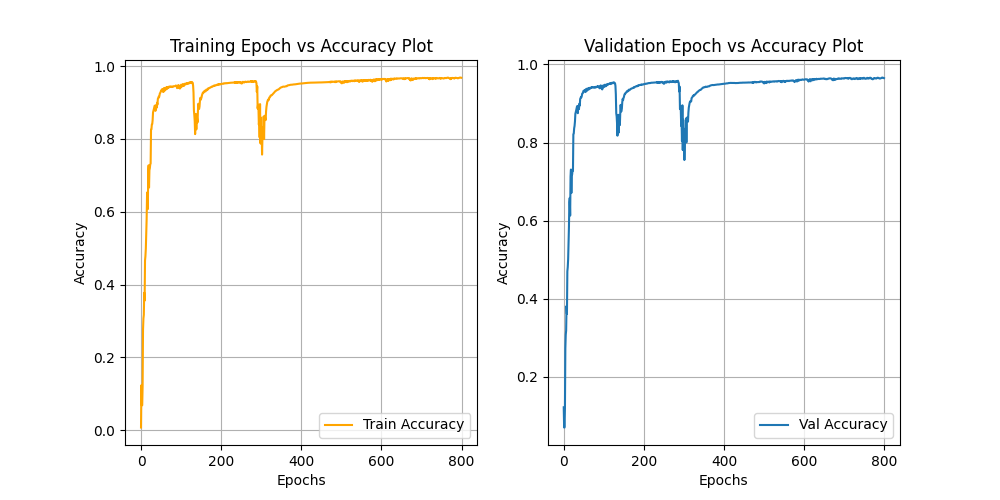 Training Epoch vs Accuracy Plot
1.0
0.8
0.6
0.4
0.2
0.0
Accuracy
0
200
400
600
800
Epochs
Train Accuracy
Validation Epoch vs Accuracy Plot
1.0
0.8
0.6
0.4
0.2
Accuracy
0
200
400
600
800
Epochs
Val Accuracy